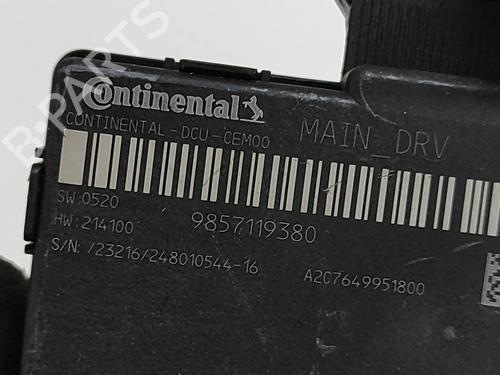 Continental
CONTINENTAL-DCU-CEM00 MAIN_DRV
SW:0520
HW:214100 9857119380
S/N: /23216/248010544-16 A2C7649951800
B-PARTS